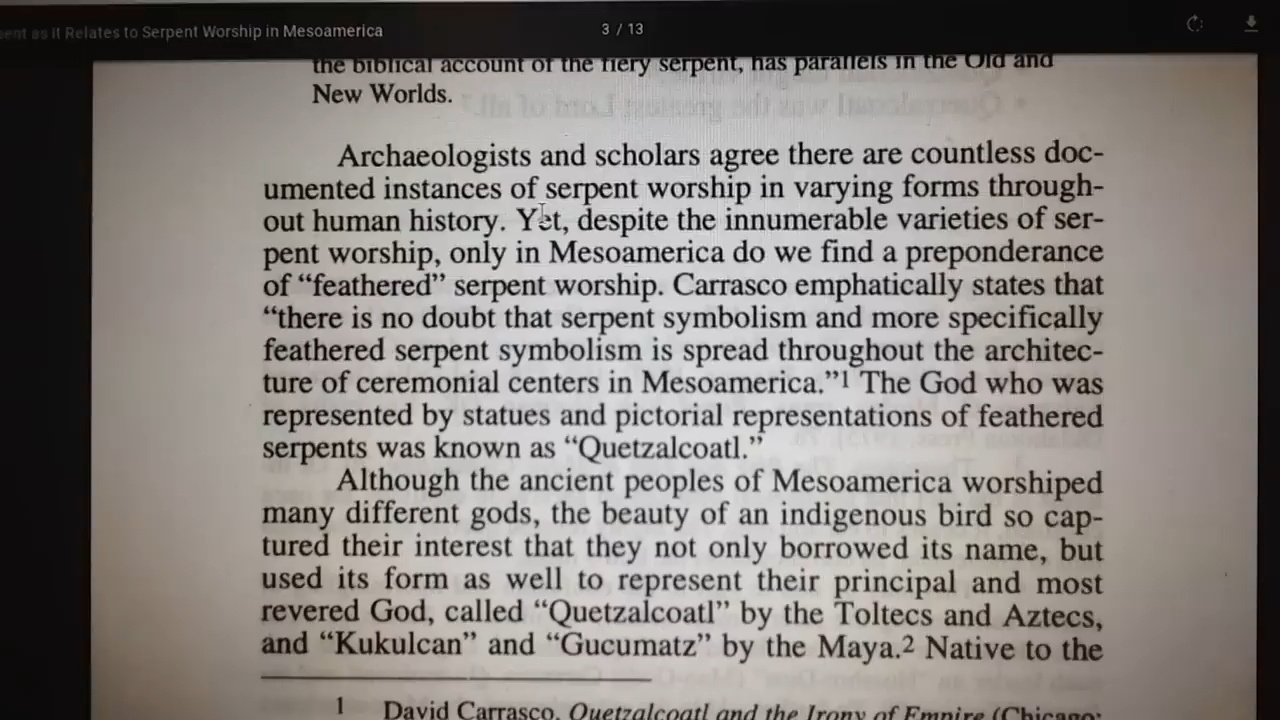 ent as it Relates to Serpent Worship in Mesoamerica
3 / 13
the biblical account of the fiery serpent, has parallels in the Old and
New Worlds.
Archaeologists and scholars agree there are countless doc-
umented instances of serpent worship in varying forms through-
out human history. Yet, despite the innumerable varieties of ser-
pent worship, only in Mesoamerica do we find a preponderance
of “feathered” serpent worship. Carrasco emphatically states that
“there is no doubt that serpent symbolism and more specifically
feathered serpent symbolism is spread throughout the architec-
ture of ceremonial centers in Mesoamerica.”1 The God who was
represented by statues and pictorial representations of feathered
serpents was known as “Quetzalcoatl.”
Although the ancient peoples of Mesoamerica worshiped
many different gods, the beauty of an indigenous bird so cap-
tured their interest that they not only borrowed its name, but
used its form as well to represent their principal and most
revered God, called “Quetzalcoatl” by the Toltecs and Aztecs,
and “Kukulcan” and “Gucumatz” by the Maya.2 Native to the
1 David Carrasco, Quetzalcoatl and the Irony of Empire (Chicago: